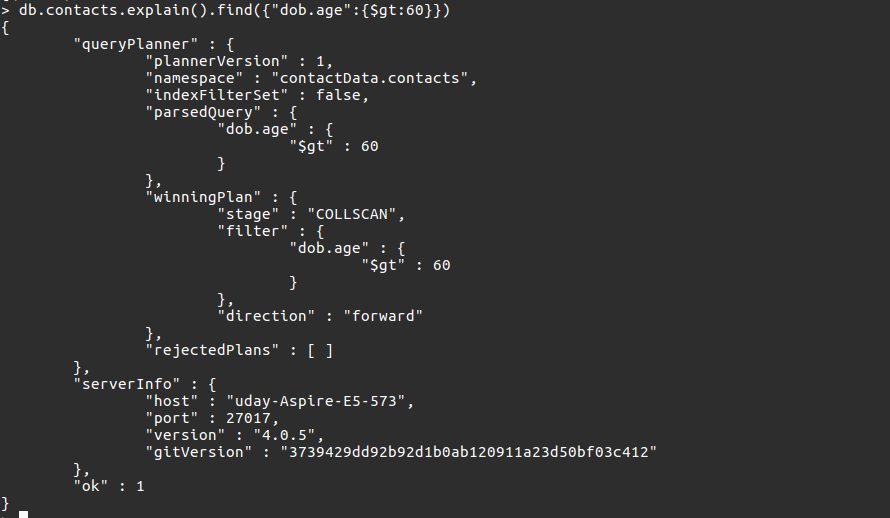 > db.contacts.explain().find({"dob.age":{$gt:60}})
{
        "queryPlanner" : {
                "plannerVersion" : 1,
                "namespace" : "contactData.contacts",
                "indexFilterSet" : false,
                "parsedQuery" : {
                        "dob.age" : {
                                "$gt" : 60
                        }
                },
                "winningPlan" : {
                        "stage" : "COLLSCAN",
                        "filter" : {
                                "dob.age" : {
                                        "$gt" : 60
                                }
                        },
                        "direction" : "forward"
                },
                "rejectedPlans" : [ ]
        },
        "serverInfo" : {
                "host" : "uday-Aspire-E5-573",
                "port" : 27017,
                "version" : "4.0.5",
                "gitVersion" : "3739429dd92b92d1b0ab120911a23d50bf03c412"
        },
        "ok" : 1
}